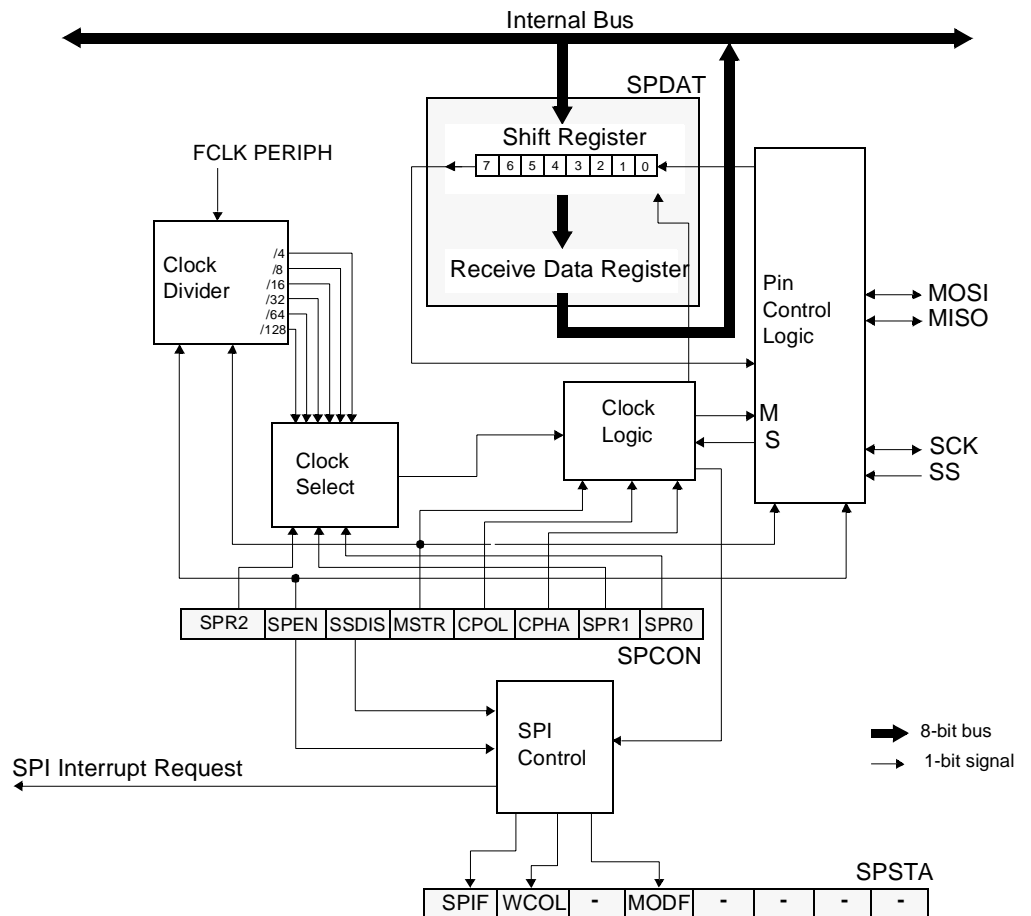 Internal Bus
SPDAT
Shift Register
7 6 5 4 3 2 1 0
FCLK PERIPH
Clock
Divider
/4
/8
/16
/32
/64
/128
Receive Data Register
Pin
Control
Logic
MOSI
MISO
Clock
Logic
M
S
SCK
SS
Clock
Select
SPR2 SPEN SSDIS MSTR CPOL CPHA SPR1 SPR0
SPCON
SPI
Control
8-bit bus
1-bit signal
SPI Interrupt Request
SPSTA
SPIF WCOL - MODF - - - -